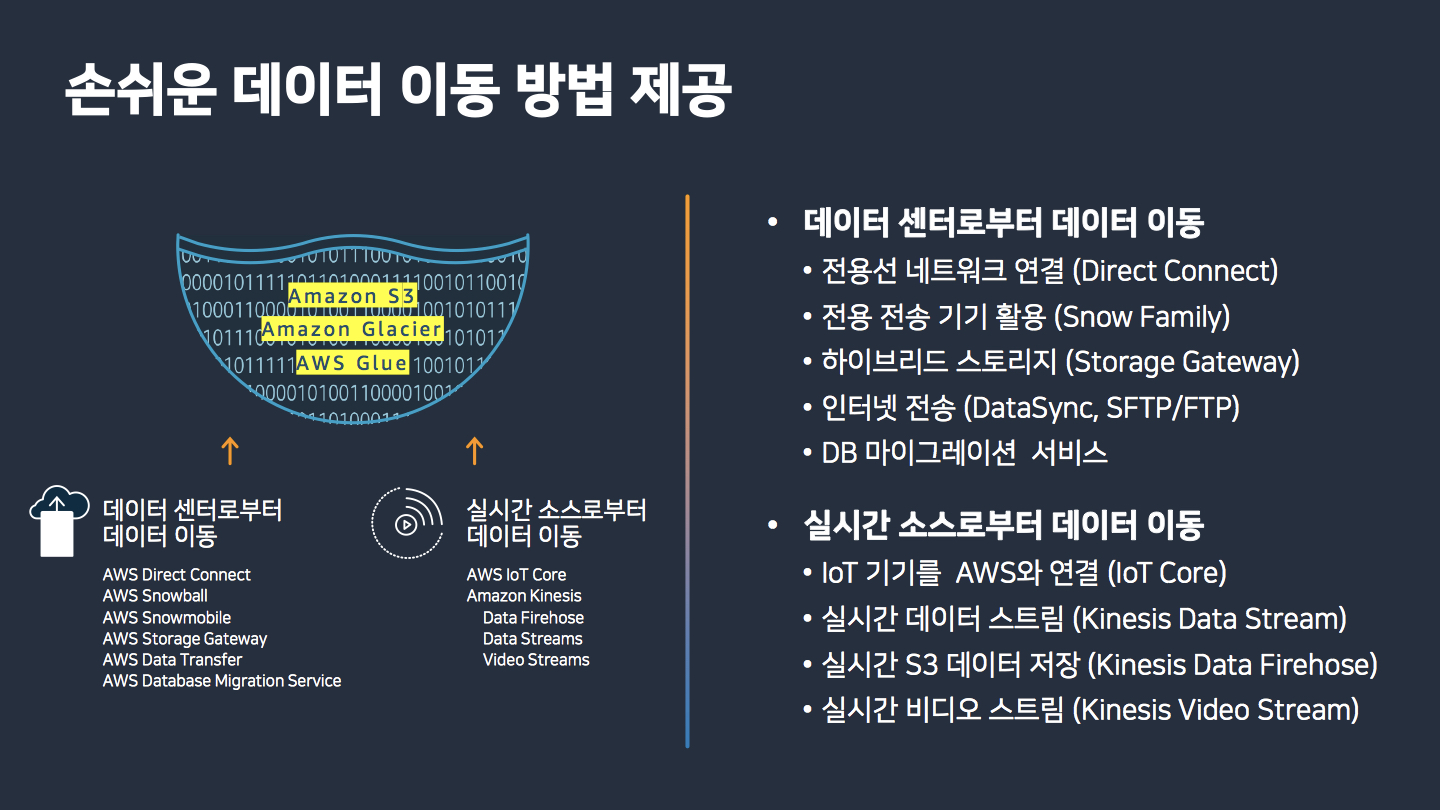 손쉬운 데이터 이동 방법 제공
Amazon S3
Amazon Glacier
AWS Glue
데이터 센터로부터
데이터 이동
AWS Direct Connect
AWS Snowball
AWS Snowmobile
AWS Storage Gateway
AWS Data Transfer
AWS Database Migration Service
실시간 소스로부터
데이터 이동
AWS IoT Core
Amazon Kinesis
Data Firehose
Data Streams
Video Streams
• 데이터 센터로부터 데이터 이동
• 전용선 네트워크 연결 (Direct Connect)
• 전용 전송 기기 활용 (Snow Family)
• 하이브리드 스토리지 (Storage Gateway)
• 인터넷 전송 (DataSync, SFTP/FTP)
• DB 마이그레이션 서비스
• 실시간 소스로부터 데이터 이동
• IoT 기기를 AWS와 연결 (IoT Core)
• 실시간 데이터 스트림 (Kinesis Data Stream)
• 실시간 S3 데이터 저장 (Kinesis Data Firehose)
• 실시간 비디오 스트림 (Kinesis Video Stream)